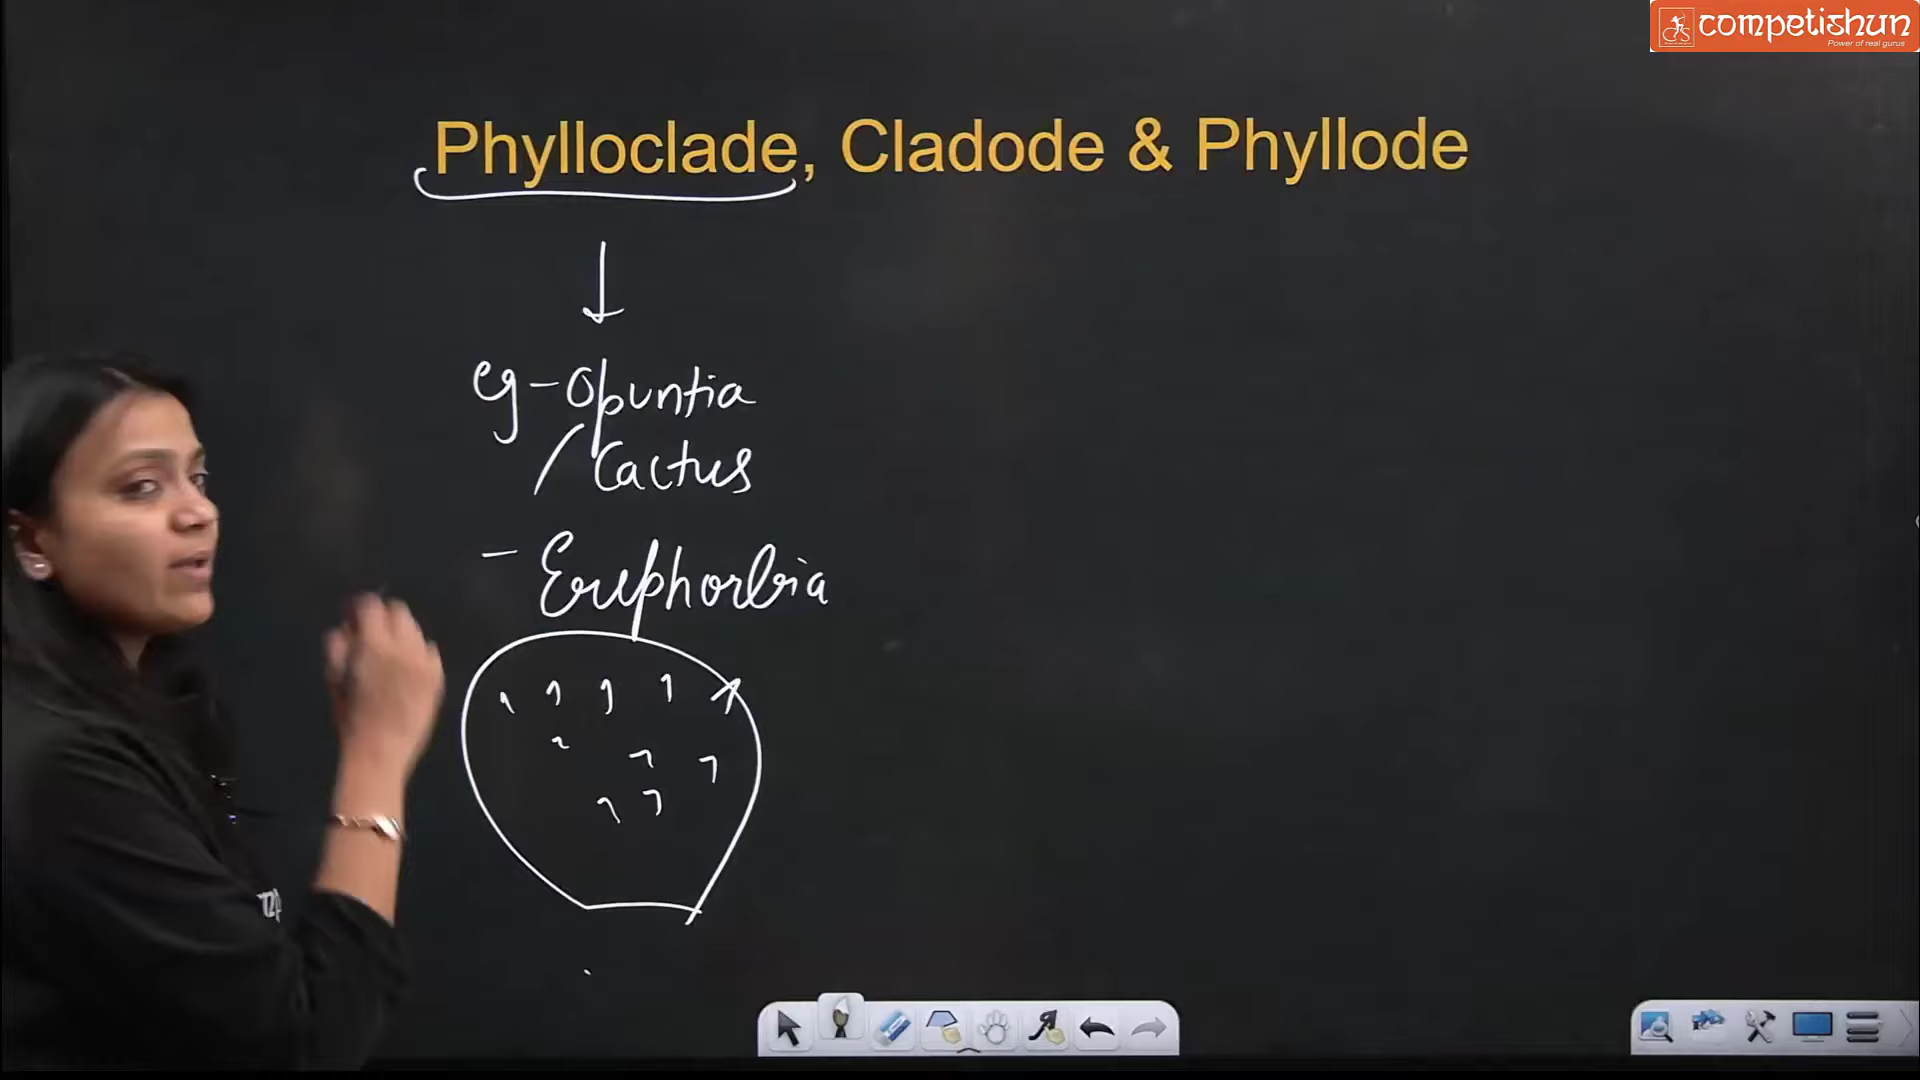 competishun
Power of real gurus
Phylloclade, Cladode & Phyllode
eg - Opuntia
/ Cactus
- Euphorbia